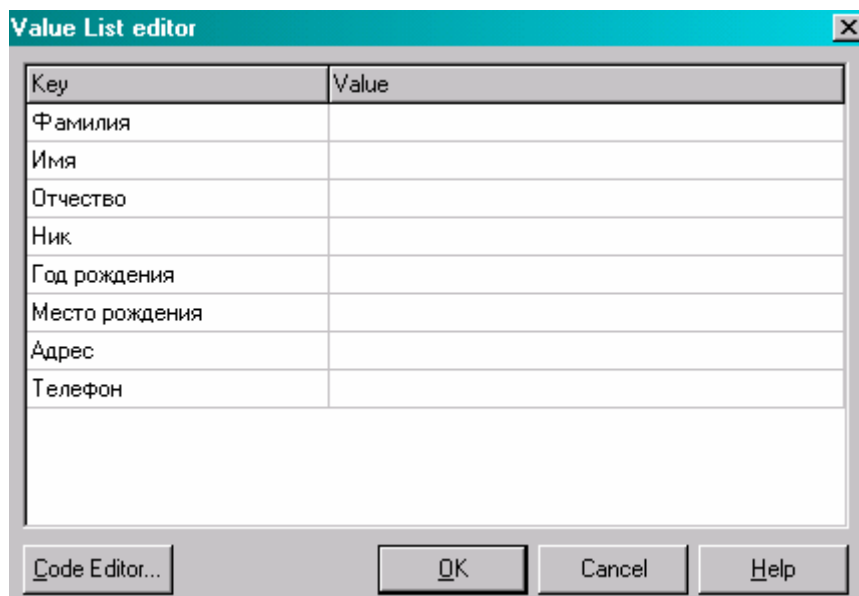 Value List editor
Key Value
Фамилия
Имя
Отчество
Ник
Год рождения
Место рождения
Адрес
Телефон
Code Editor... OK Cancel Help